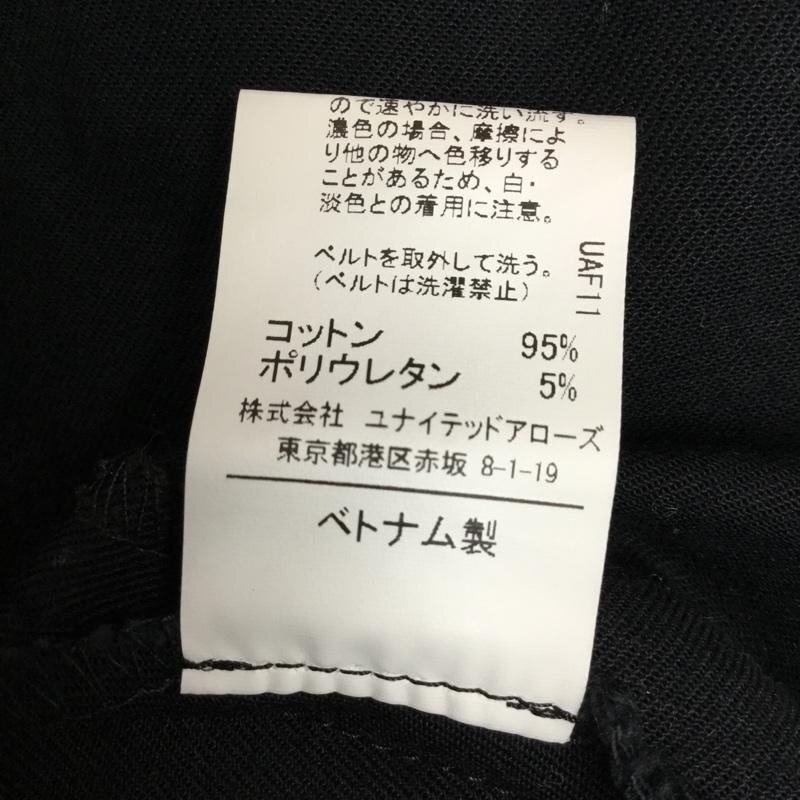 ので速やかに洗い流す。
濃色の場合、摩擦によ
り他の物へ色移りする
ことがあるため、白・
淡色との着用に注意。
ベルトを取外して洗う。
(ベルトは洗濯禁止)
UAF11
コットン 95%
ポリウレタン 5%
株式会社 ユナイテッドアローズ
東京都港区赤坂 8-1-19
ベトナム製